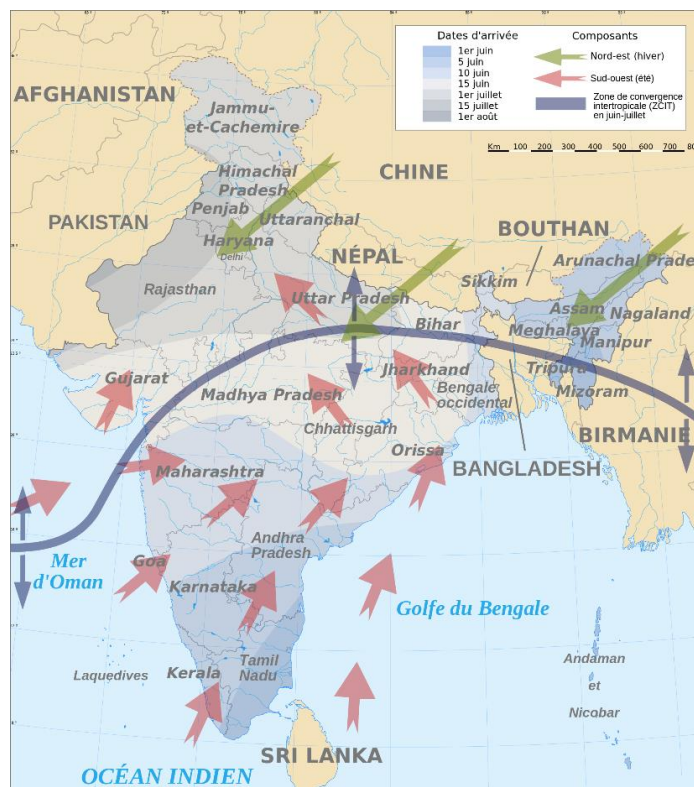 Dates d'arrivée
1er juin
5 juin
10 juin
15 juin
1er juillet
15 juillet
1er août
Composants
Nord-est (hiver)
Sud-ouest (été)
Zone de convergence
intertropicale (ZCIT)
en juin-juillet
Km 100 200 300 400 500 600 700 80
AFGHANISTAN
Jammu-
et-Cachemire
CHINE
Himachal
Pradesh
Penjab
Uttaranchal
PAKISTAN
Haryana
Delhi
NÉPAL
BOUTHAN
Arunachal Prade
Sikkim
Rajasthan
Uttar Pradesh
Assam
Nagaland
Bihar
Meghalaya
Manipur
Gujarat
Jharkhand
Tripura
Madhya Pradesh
Bengale
occidental
Mizoram
Chhattisgarh
BIRMANIE
Orissa
BANGLADESH
Maharashtra
Andhra
Pradesh
Mer
d'Oman
Goa
Karnataka
Golfe du Bengale
Laquedives
Kerala
Tamil
Nadu
Andaman
et
Nicobar
SRI LANKA
OCÉAN INDIEN